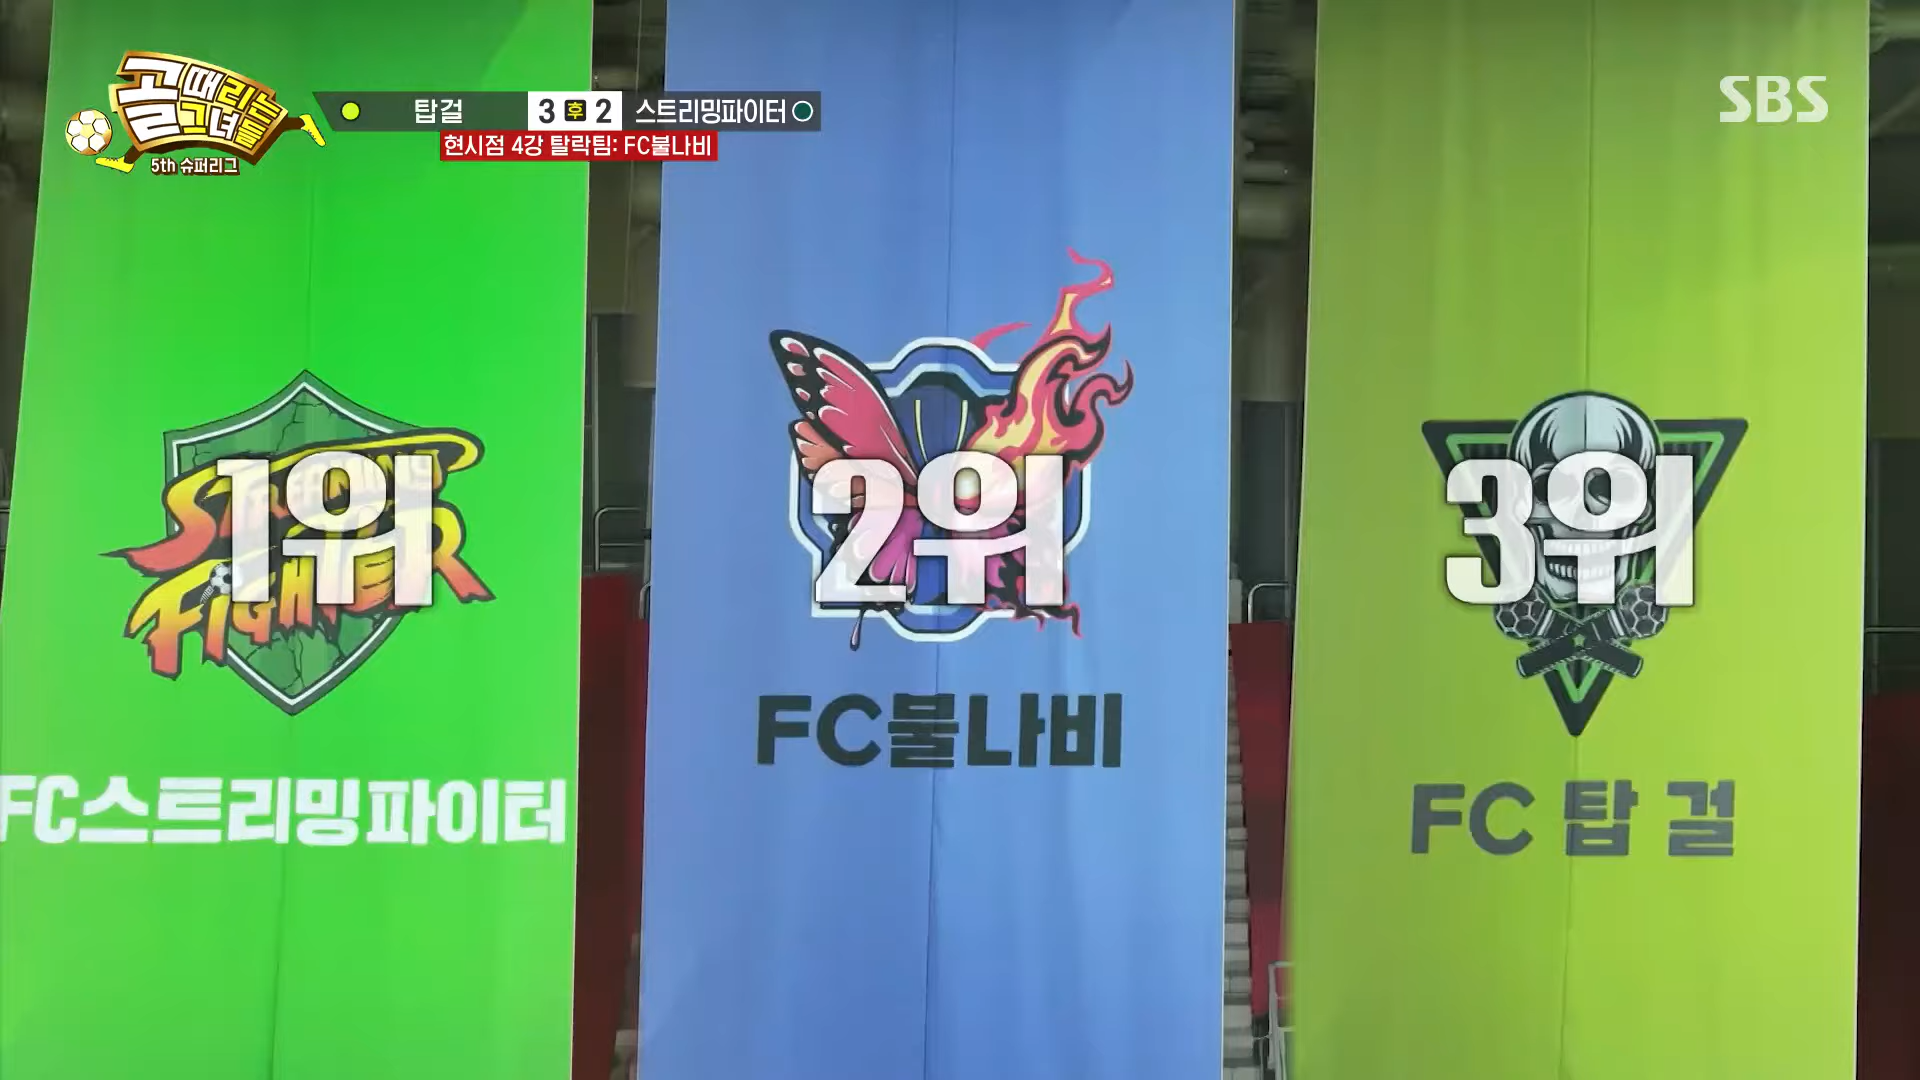 골때리는
그녀들
5th 슈퍼리그
탑걸 3 후 2 스트리밍파이터
현시점 4강 탈락팀: FC불나비
SBS
1위
2위
3위
STREAMING
FIGHTER
FC스트리밍파이터
FC불나비
FC 탑걸